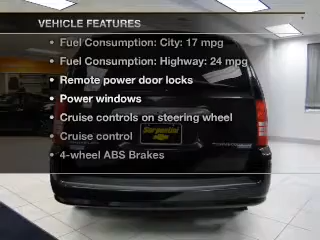 VEHICLE FEATURES
• Fuel Consumption: City: 17 mpg
• Fuel Consumption: Highway: 24 mpg
• Remote power door locks
• Power windows
• Cruise controls on steering wheel
• Cruise control
• 4-wheel ABS Brakes